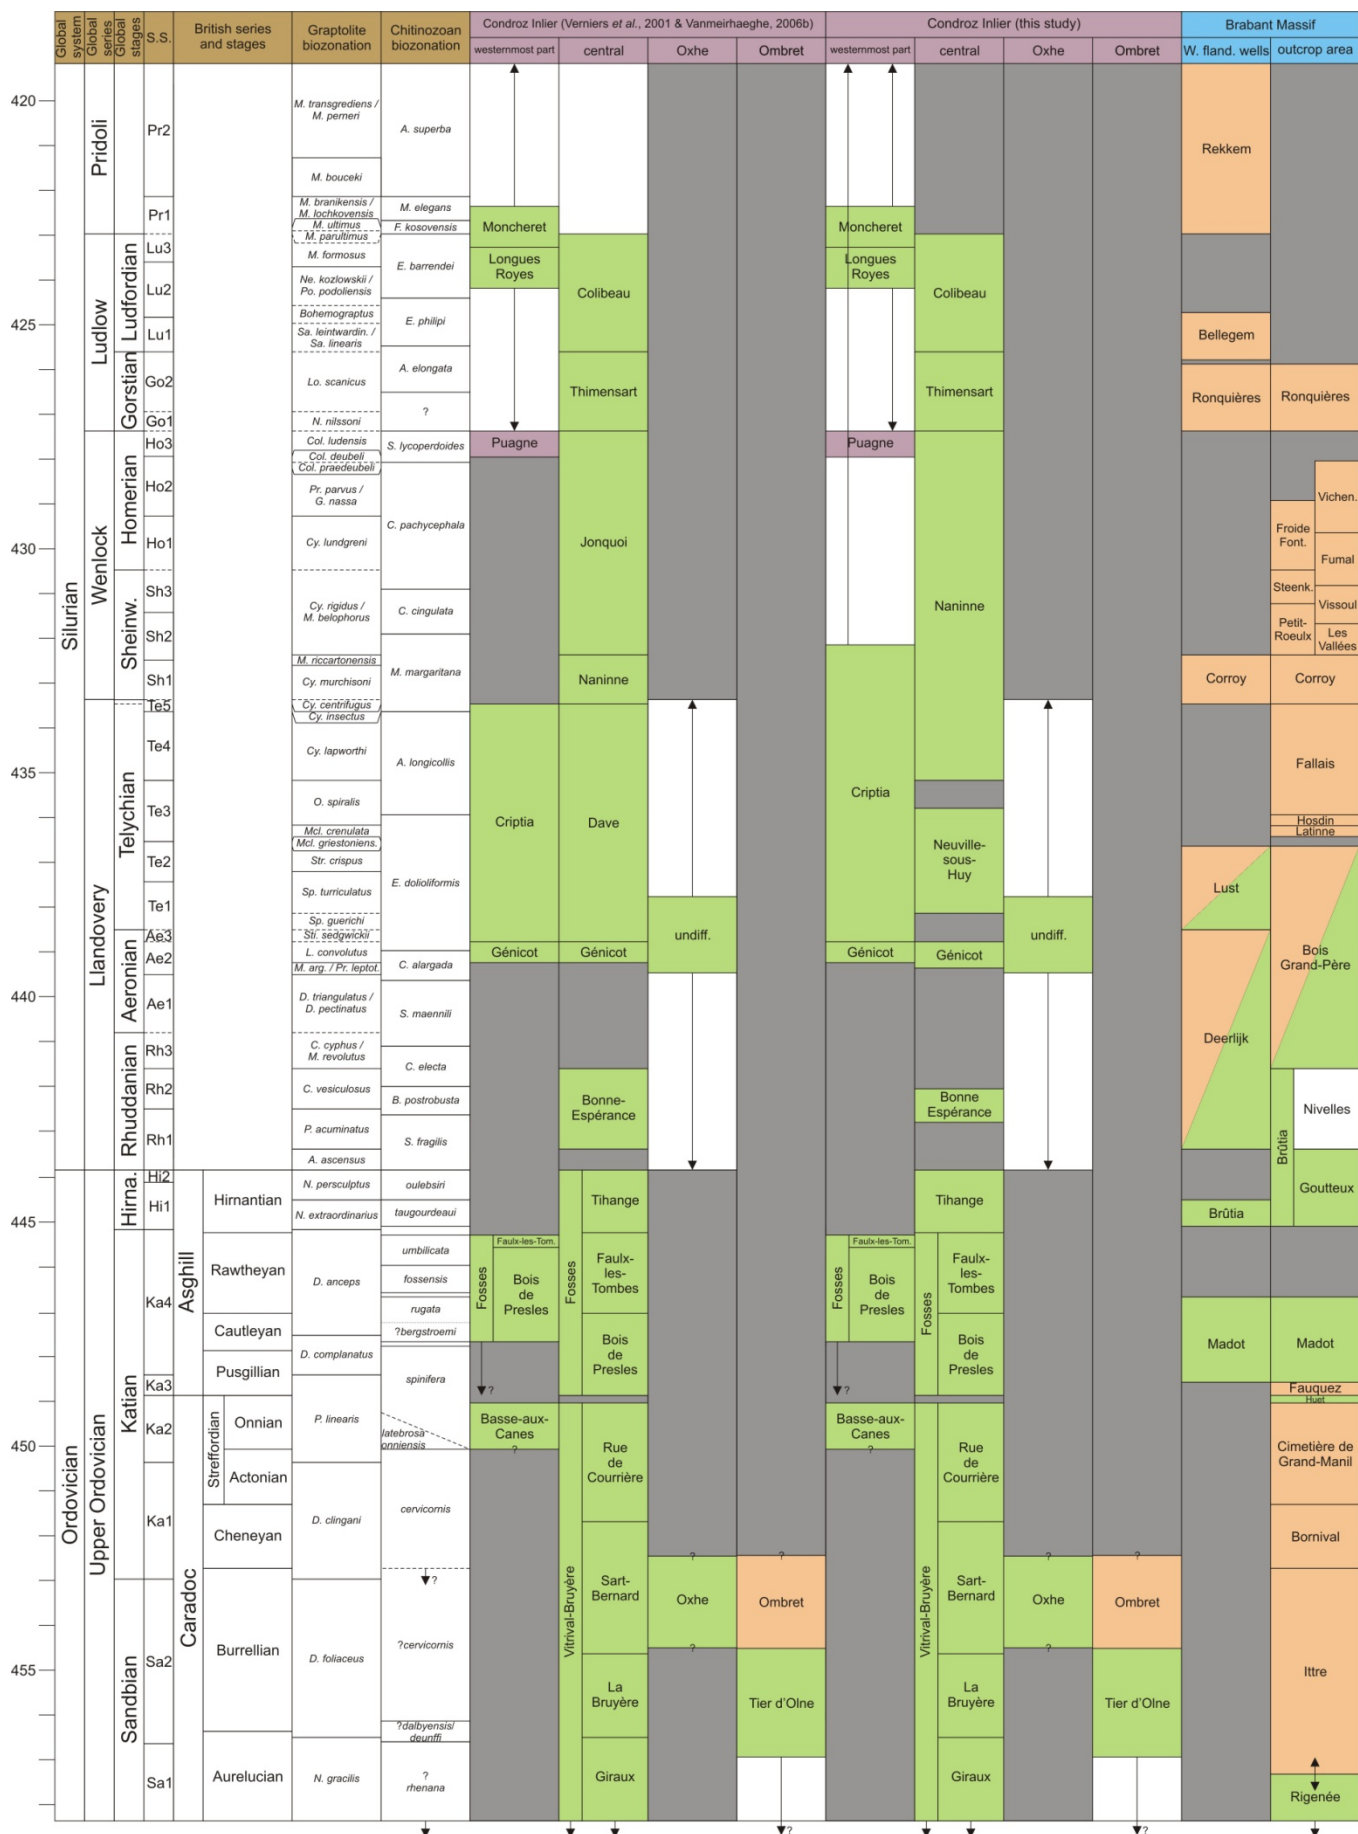 Global system
Global series
Global stages
S.S.
British series and stages
Graptolite biozonation
Chitinozoan biozonation
Condroz Inlier (Verniers et al., 2001 & Vanmeirhaeghe, 2006b)
westernmost part
central
Oxhe
Ombret
Condroz Inlier (this study)
westernmost part
central
Oxhe
Ombret
Brabant Massif
W. fland. wells
outcrop area
420
425
430
435
440
445
450
455
Silurian
Ordovician
Pridoli
Ludlow
Wenlock
Llandovery
Upper Ordovician
Ludfordian
Gorstian
Homerian
Sheinw.
Telychian
Aeronian
Rhuddanian
Hirna.
Katian
Sandbian
Pr2
Pr1
Lu3
Lu2
Lu1
Go2
Go1
Ho3
Ho2
Ho1
Sh3
Sh2
Sh1
Te5
Te4
Te3
Te2
Te1
Ae3
Ae2
Ae1
Rh3
Rh2
Rh1
Hi2
Hi1
Ka4
Ka3
Ka2
Ka1
Sa2
Sa1
Ashgill
Caradoc
Hirnantian
Rawtheyan
Cautleyan
Pusgillian
Streffordian
Onnian
Actonian
Cheneyan
Burrellian
Aurelucian
M. transgrediens /
M. perneri
M. bouceki
M. branikensis /
M. lochkovensis
M. ultimus
M. parultimus
M. formosus
Ne. kozlowskii /
Po. podoliensis
Bohemograptus
Sa. leintwardin. /
Sa. linearis
Lo. scanicus
N. nilssoni
Col. ludensis
Col. deubeli
Col. praedeubeli
Pr. parvus /
G. nassa
Cy. lundgreni
Cy. rigidus /
M. belophorus
M. riccartonensis
Cy. murchisoni
Cy. centrifugus
Cy. insectus
Cy. lapworthi
O. spiralis
Mcl. crenulata
Mcl. griestoniens.
Str. crispus
Sp. turriculatus
Sp. guerichi
Sti. sedgwickii
L. convolutus
M. arg. / Pr. leptot.
D. triangulatus /
D. pectinatus
C. cyphus /
M. revolutus
C. vesiculosus
P. acuminatus
A. ascensus
N. persculptus
N. extraordinarius
D. anceps
D. complanatus
P. linearis
D. clingani
D. foliaceus
N. gracilis
A. superba
M. elegans
F. kosovensis
E. barrendei
E. philipi
A. elongata
?
S. lycoperdoides
C. pachycephala
C. cingulata
M. margaritana
A. longicollis
E. dolioliformis
C. alargada
S. maennili
C. electa
B. postrobusta
S. fragilis
oulebsiri
taugourdeaui
umbilicata
fossensis
rugata
?bergstroemi
spinifera
latebrosa
onniensis
cervicornis
?
?cervicornis
?dalbyensis/
deunffi
?
rhenana
Moncheret
Longues
Royes
Puagne
Criptia
Génicot
Fosses
Faulx-les-Tom.
Bois
de
Presles
?
Basse-aux-
Canes
?
Colibeau
Thimensart
Jonquoi
Naninne
Dave
Génicot
Bonne-
Espérance
Fosses
Tihange
Faulx-
les-
Tombes
Bois
de
Presles
Vitrival-Bruyère
Rue
de
Courrière
Sart-
Bernard
La
Bruyère
Giraux
undiff.
?
Oxhe
?
?
Ombret
Tier d'Olne
?
Moncheret
Longues
Royes
Puagne
Criptia
Génicot
Fosses
Faulx-les-Tom.
Bois
de
Presles
?
Basse-aux-
Canes
?
Colibeau
Thimensart
Naninne
Neuville-
sous-
Huy
Génicot
Bonne
Espérance
Tihange
Fosses
Faulx-
les-
Tombes
Bois
de
Presles
Vitrival-Bruyère
Rue
de
Courrière
Sart-
Bernard
La
Bruyère
Giraux
undiff.
?
Oxhe
?
?
Ombret
Tier d'Olne
?
Rekkem
Bellegem
Ronquières
Corroy
Lust
Deerlijk
Brûtia
Madot
Ronquières
Vichen.
Froide
Font.
Fumal
Steenk.
Vissoul
Petit-
Roeulx
Les
Vallées
Corroy
Fallais
Hosdin
Latinne
Bois
Grand-Père
Brûtia
Nivelles
Goutteux
Madot
Fauquez
Huet
Cimetière de
Grand-Manil
Bornival
Ittre
Rigenée